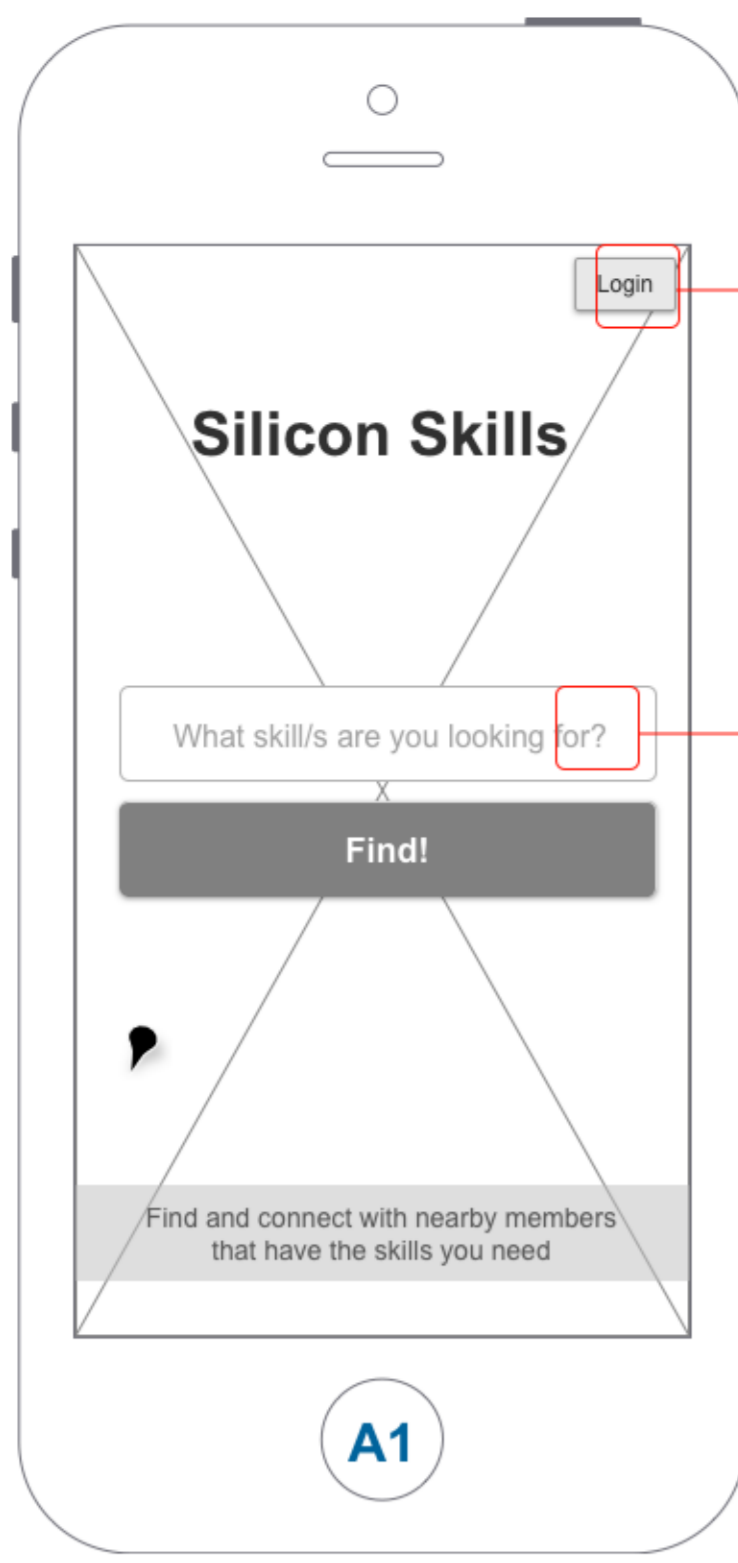 Login
Silicon Skills
What skill/s are you looking for?
Find!
Find and connect with nearby members
that have the skills you need
A1